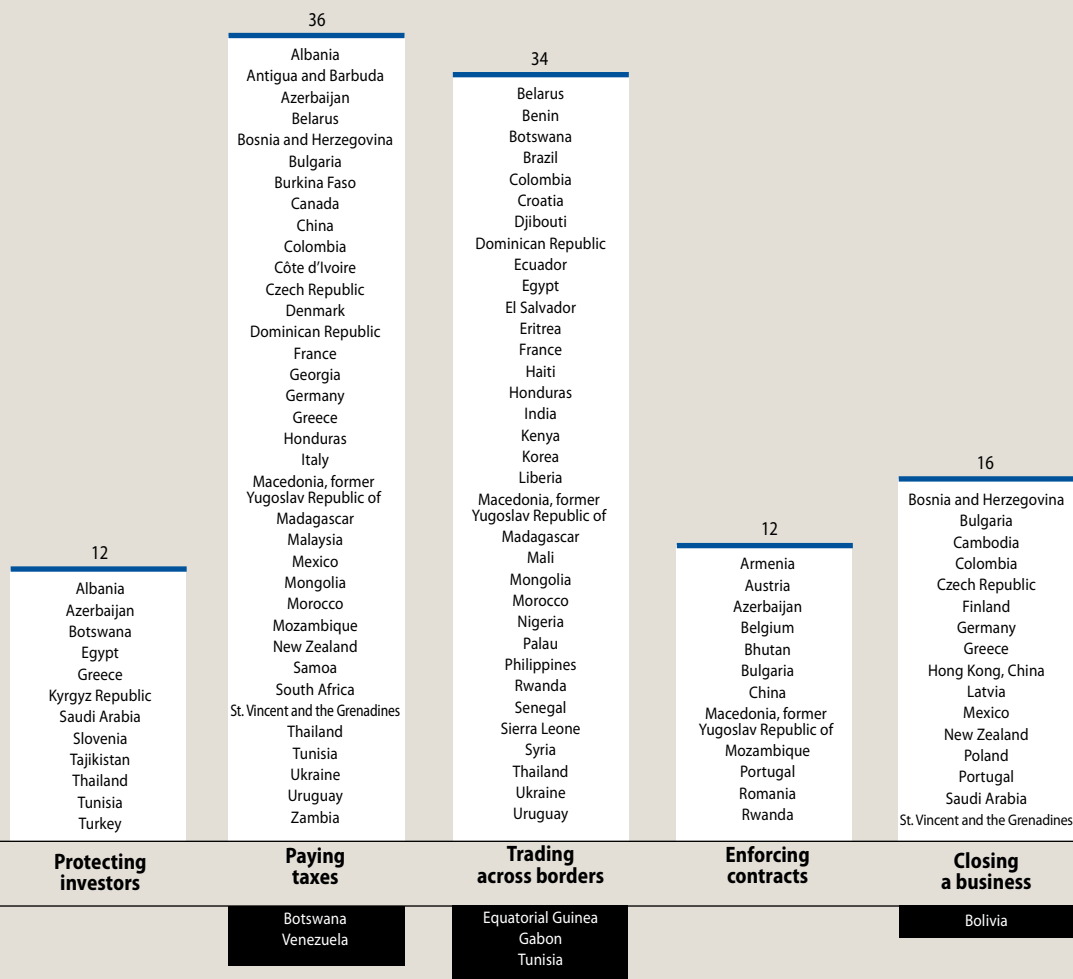 12
Albania
Azerbaijan
Botswana
Egypt
Greece
Kyrgyz Republic
Saudi Arabia
Slovenia
Tajikistan
Thailand
Tunisia
Turkey
Protecting
investors
36
Albania
Antigua and Barbuda
Azerbaijan
Belarus
Bosnia and Herzegovina
Bulgaria
Burkina Faso
Canada
China
Colombia
Côte d’Ivoire
Czech Republic
Denmark
Dominican Republic
France
Georgia
Germany
Greece
Honduras
Italy
Macedonia, former
Yugoslav Republic of
Madagascar
Malaysia
Mexico
Mongolia
Morocco
Mozambique
New Zealand
Samoa
South Africa
St. Vincent and the Grenadines
Thailand
Tunisia
Ukraine
Uruguay
Zambia
Paying
taxes
Botswana
Venezuela
34
Belarus
Benin
Botswana
Brazil
Colombia
Croatia
Djibouti
Dominican Republic
Ecuador
Egypt
El Salvador
Eritrea
France
Haiti
Honduras
India
Kenya
Korea
Liberia
Macedonia, former
Yugoslav Republic of
Madagascar
Mali
Mongolia
Morocco
Nigeria
Palau
Philippines
Rwanda
Senegal
Sierra Leone
Syria
Thailand
Ukraine
Uruguay
Trading
across borders
Equatorial Guinea
Gabon
Tunisia
12
Armenia
Austria
Azerbaijan
Belgium
Bhutan
Bulgaria
China
Macedonia, former
Yugoslav Republic of
Mozambique
Portugal
Romania
Rwanda
Enforcing
contracts
16
Bosnia and Herzegovina
Bulgaria
Cambodia
Colombia
Czech Republic
Finland
Germany
Greece
Hong Kong, China
Latvia
Mexico
New Zealand
Poland
Portugal
Saudi Arabia
St. Vincent and the Grenadines
Closing
a business
Bolivia